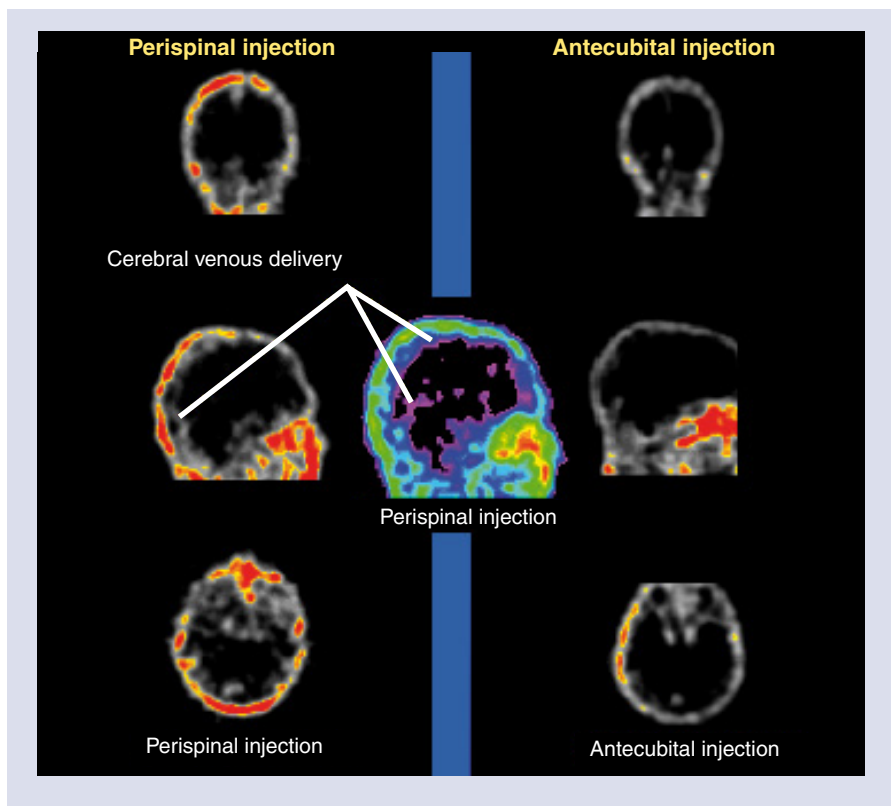 Perispinal injection
Antecubital injection
Cerebral venous delivery
Perispinal injection
Perispinal injection
Antecubital injection